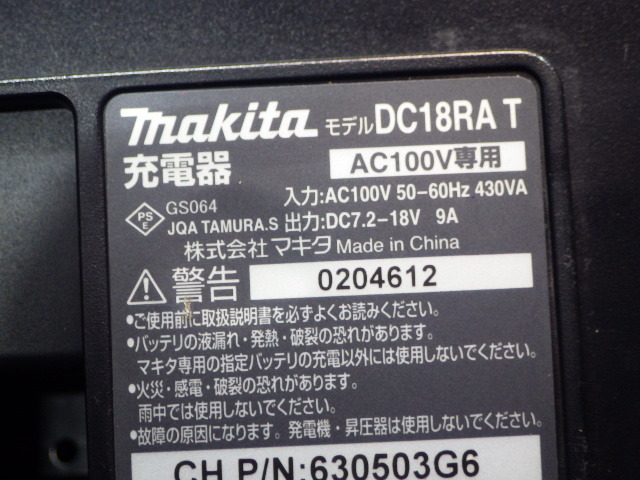 makita モデル DC18RA T
充電器 AC100V専用
入力:AC100V 50-60Hz 430VA
PSE GS064
JQA TAMURA.S 出力:DC7.2-18V 9A
株式会社 マキタ Made in China
警告 0204612
•ご使用前に取扱説明書を必ずよくお読みください。
•バッテリの液漏れ・発熱・破裂の恐れがあります。
マキタ専用の指定バッテリの充電以外には使用しないでください。
•火災・感電・破裂の恐れがあります。
雨中では使用しないでください。
•故障の原因になります。発電機・昇圧器は使用しないでください。
CH P/N:630503G6